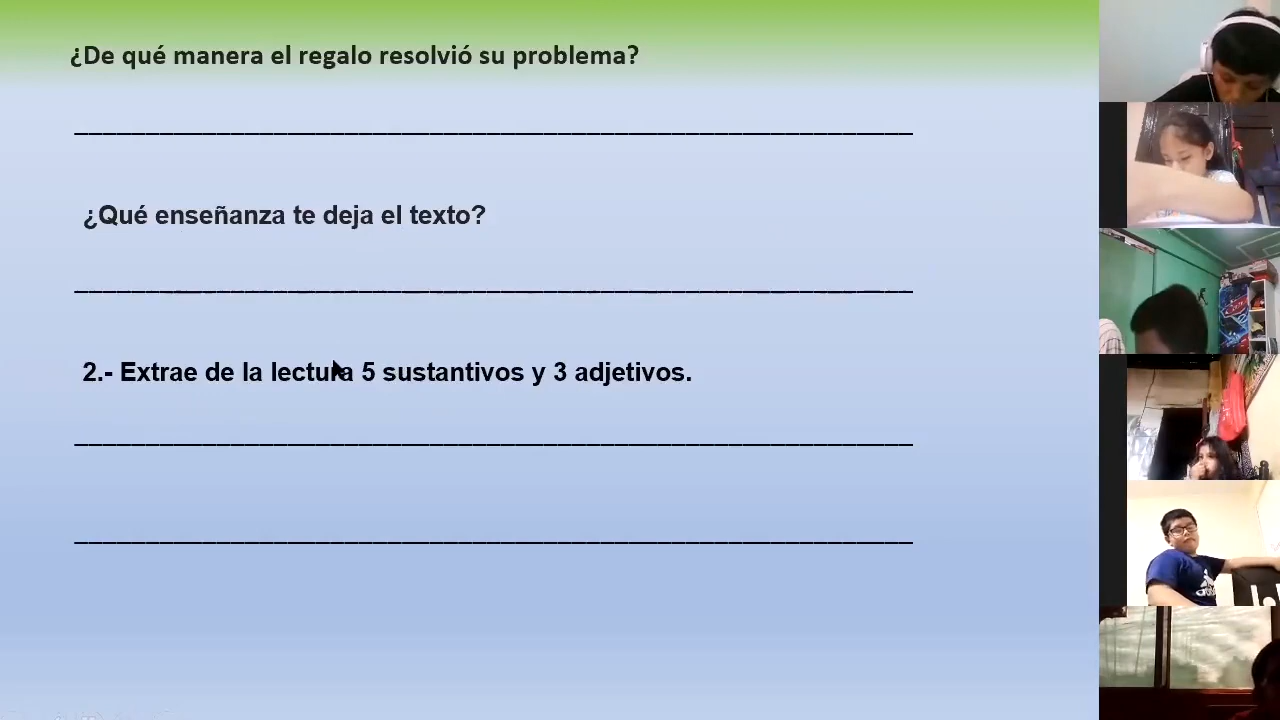 ¿De qué manera el regalo resolvió su problema?
¿Qué enseñanza te deja el texto?
2.- Extrae de la lectura 5 sustantivos y 3 adjetivos.